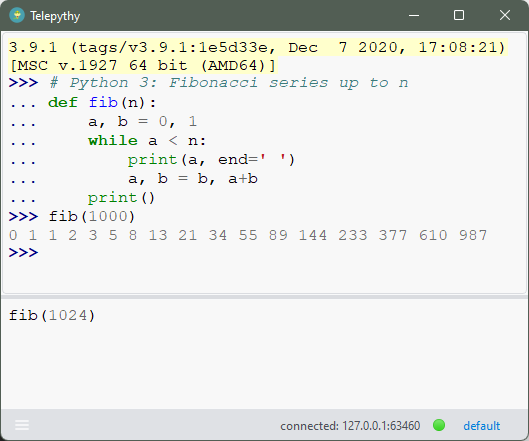 Telepythy
3.9.1 (tags/v3.9.1:1e5d33e, Dec  7 2020, 17:08:21)
[MSC v.1927 64 bit (AMD64)]
>>> # Python 3: Fibonacci series up to n
... def fib(n):
...     a, b = 0, 1
...     while a < n:
...         print(a, end=' ')
...         a, b = b, a+b
...     print()
>>> fib(1000)
0 1 1 2 3 5 8 13 21 34 55 89 144 233 377 610 987
>>>
fib(1024)
connected: 127.0.0.1:63460 default